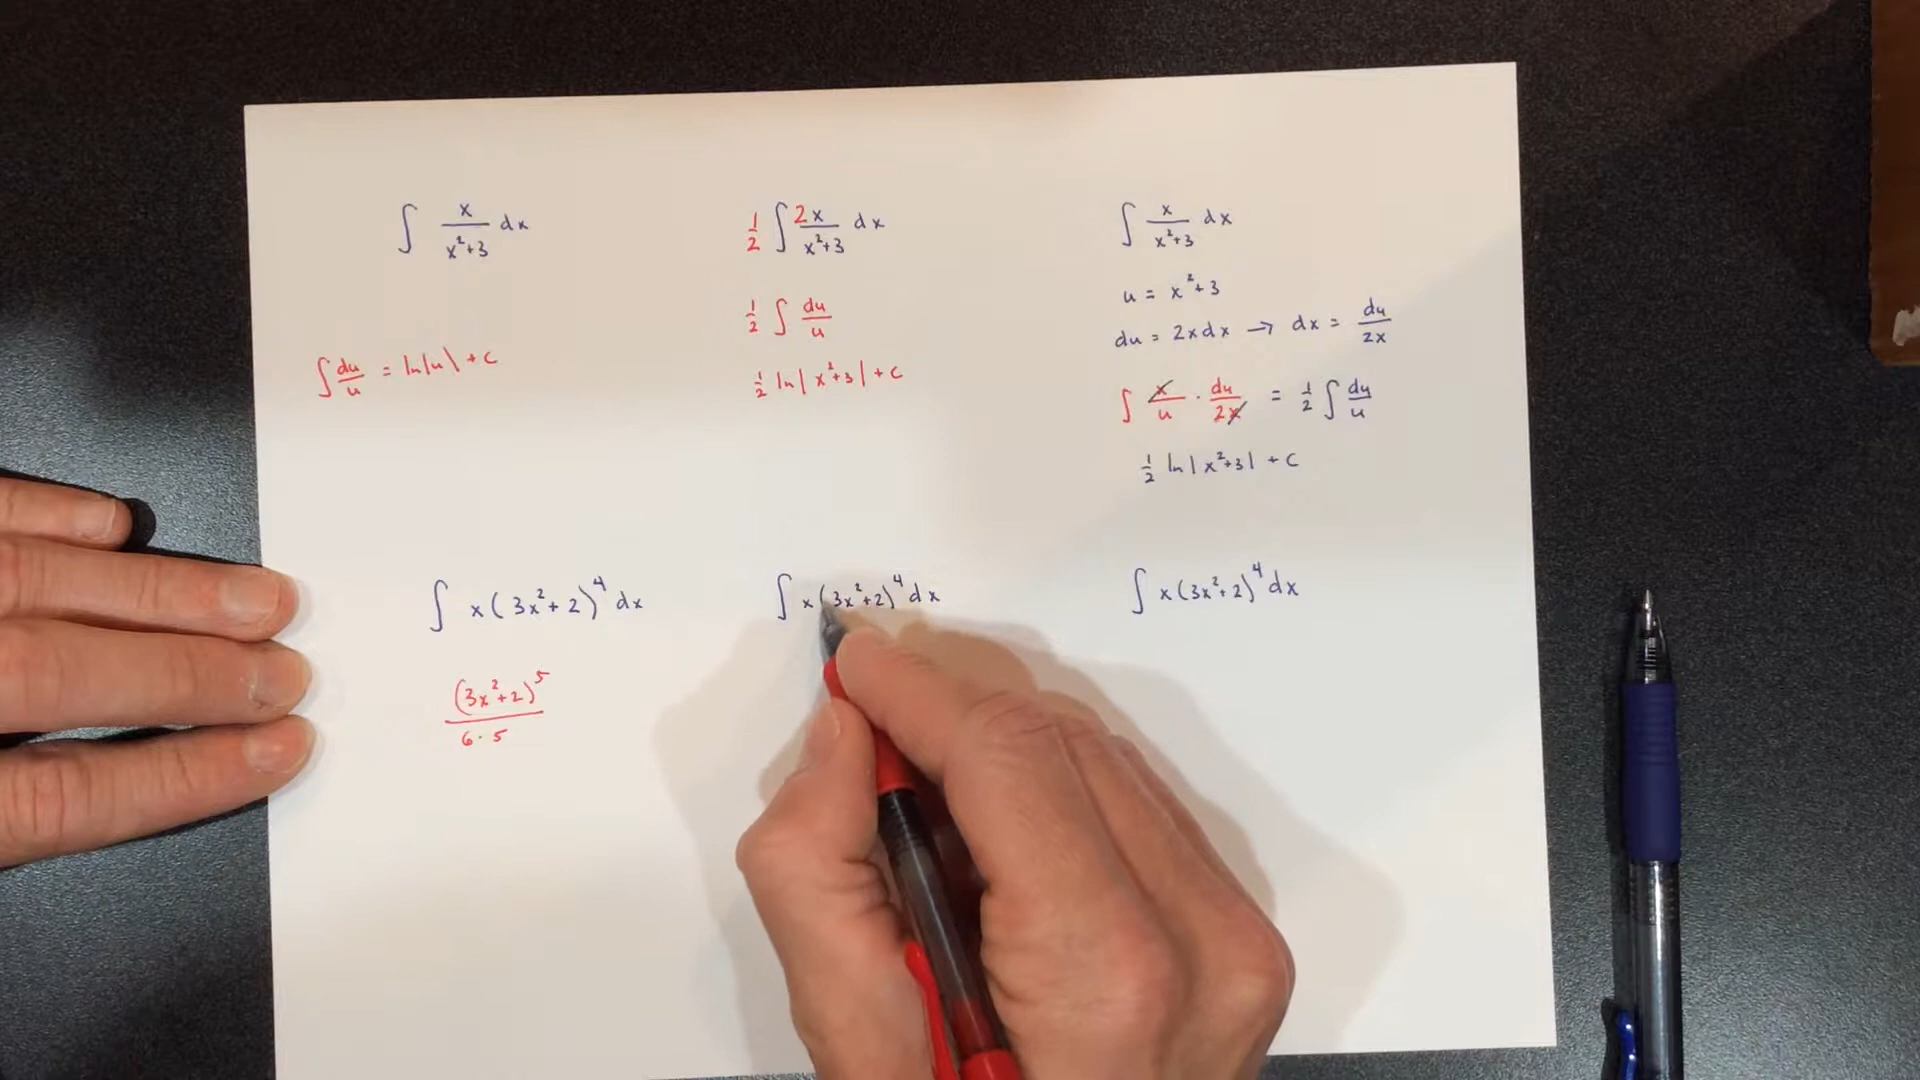 ∫ x/(x²+3) dx
∫ du/u = ln|u| + c
1/2 ∫ 2x/(x²+3) dx
1/2 ∫ du/u
1/2 ln|x²+3| + c
∫ x/(x²+3) dx
u = x²+3
du = 2xdx → dx = du/2x
∫ x/u · du/2x = 1/2 ∫ du/u
1/2 ln|x²+3| + c
∫ x(3x²+2)⁴ dx
(3x²+2)⁵/(6·5)
∫ x(3x²+2)⁴ dx
∫ x(3x²+2)⁴ dx